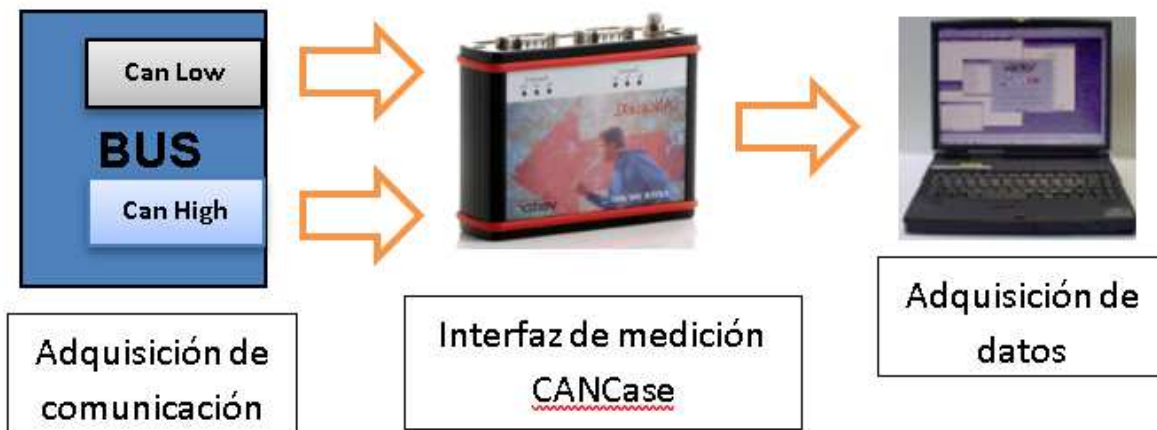 Can Low
BUS
Can High
Adquisición de
comunicación
Interfaz de medición
CANCase
Adquisición de
datos